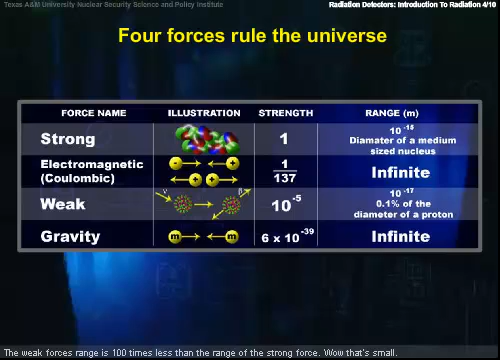 Texas A&M University Nuclear Security Science and Policy Institute
Radiation Detectors: Introduction To Radiation 4/10
Four forces rule the universe
FORCE NAME ILLUSTRATION STRENGTH RANGE (m)
Strong 1 10⁻¹⁵
Diamater of a medium
sized nucleus
Electromagnetic
(Coulombic)
- +
+ +
1
137
Infinite
Weak 10⁻⁵ 10⁻¹⁷
0.1% of the
diameter of a proton
Gravity m m 6 x 10⁻³⁹ Infinite
The weak forces range is 100 times less than the range of the strong force. Wow that's small.